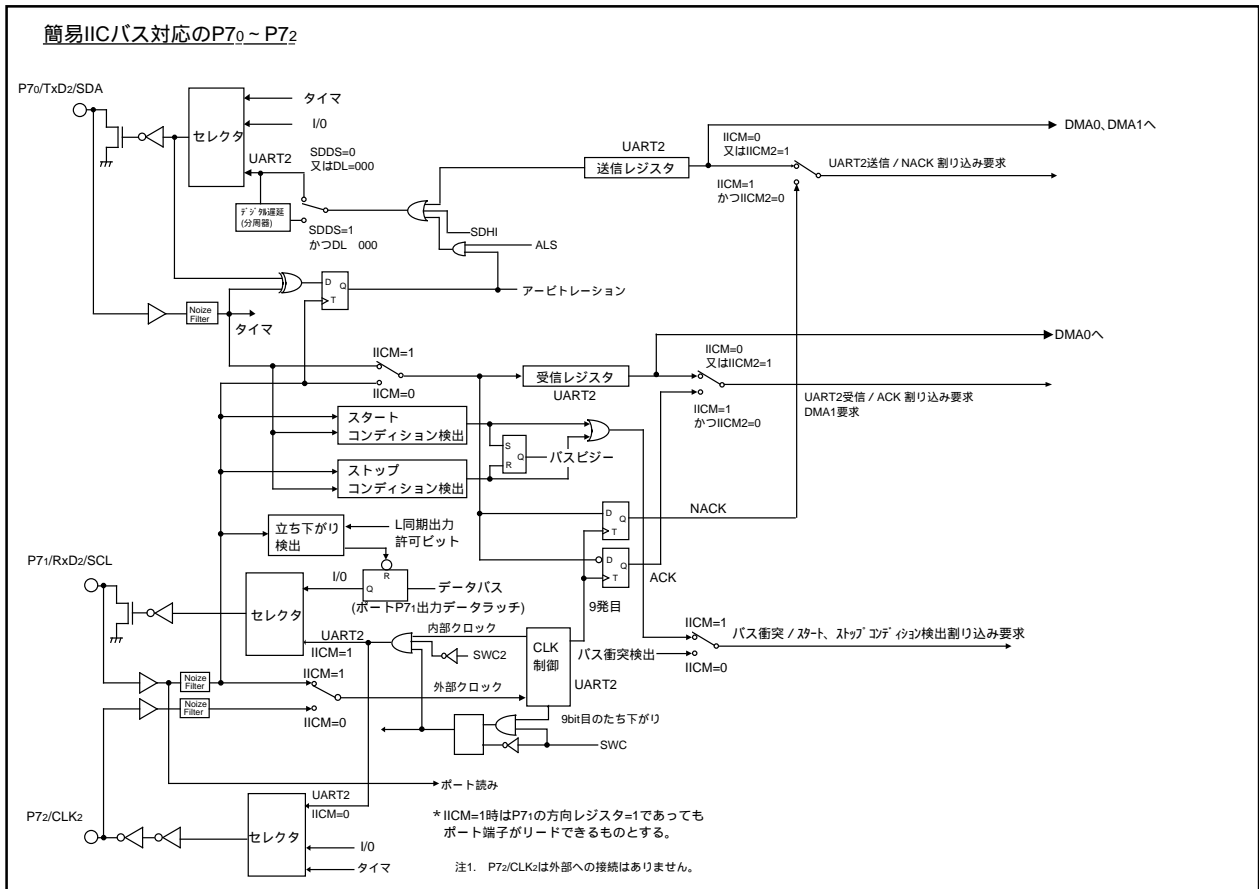 簡易IICバス対応のP70 ~ P72
P70/TxD2/SDA
セレクタ
タイマ
I/0
UART2
SDDS=0
又はDL=000
デジタル遅延
(分周器)
SDDS=1
かつDL 000
SDHI
ALS
UART2
送信レジスタ
DMA0、DMA1へ
IICM=0
又はIICM2=1
IICM=1
かつIICM2=0
UART2送信 / NACK 割り込み要求
D
Q
T
アービトレーション
Noize
Filter
タイマ
IICM=1
IICM=0
受信レジスタ
UART2
DMA0へ
IICM=0
又はIICM2=1
IICM=1
かつIICM2=0
UART2受信 / ACK 割り込み要求
DMA1要求
スタート
コンディション検出
ストップ
コンディション検出
S
R
Q
バスビジー
D
Q
T
NACK
D
Q
T
ACK
9発目
立ち下がり
検出
L同期出力
許可ビット
R
Q
データバス
(ポートP71出力データラッチ)
P71/RxD2/SCL
セレクタ
I/0
UART2
IICM=1
内部クロック
SWC2
CLK
制御
UART2
外部クロック
Noize
Filter
IICM=1
IICM=0
Noize
Filter
バス衝突検出
IICM=1
IICM=0
バス衝突 / スタート、ストップコンディション検出割り込み要求
9bit目のたち下がり
SWC
ポート読み
P72/CLK2
セレクタ
UART2
IICM=0
I/0
タイマ
*IICM=1時はP71の方向レジスタ=1であっても
ポート端子がリードできるものとする。
注1. P72/CLK2は外部への接続はありません。